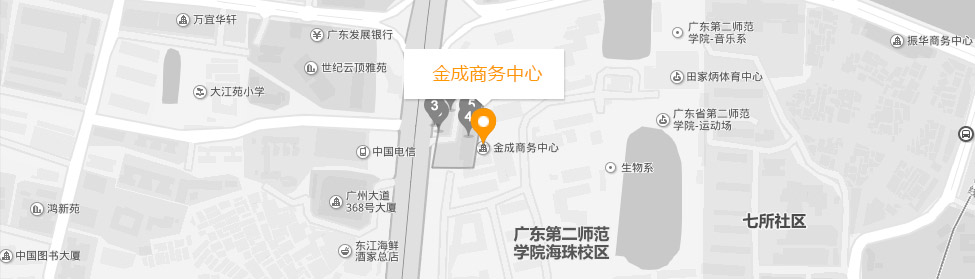 万宜华轩
广东发展银行
世纪云顶雅苑
大江苑小学
金成商务中心
3
5
4
金成商务中心
中国电信
广州大道
368号大厦
鸿新苑
中国图书大厦
东江海鲜
酒家总店
广东第二师范
学院-音乐系
振华商务中心
田家炳体育中心
广东省第二师范
学院-运动场
生物系
七所社区
广东第二师范
学院海珠校区